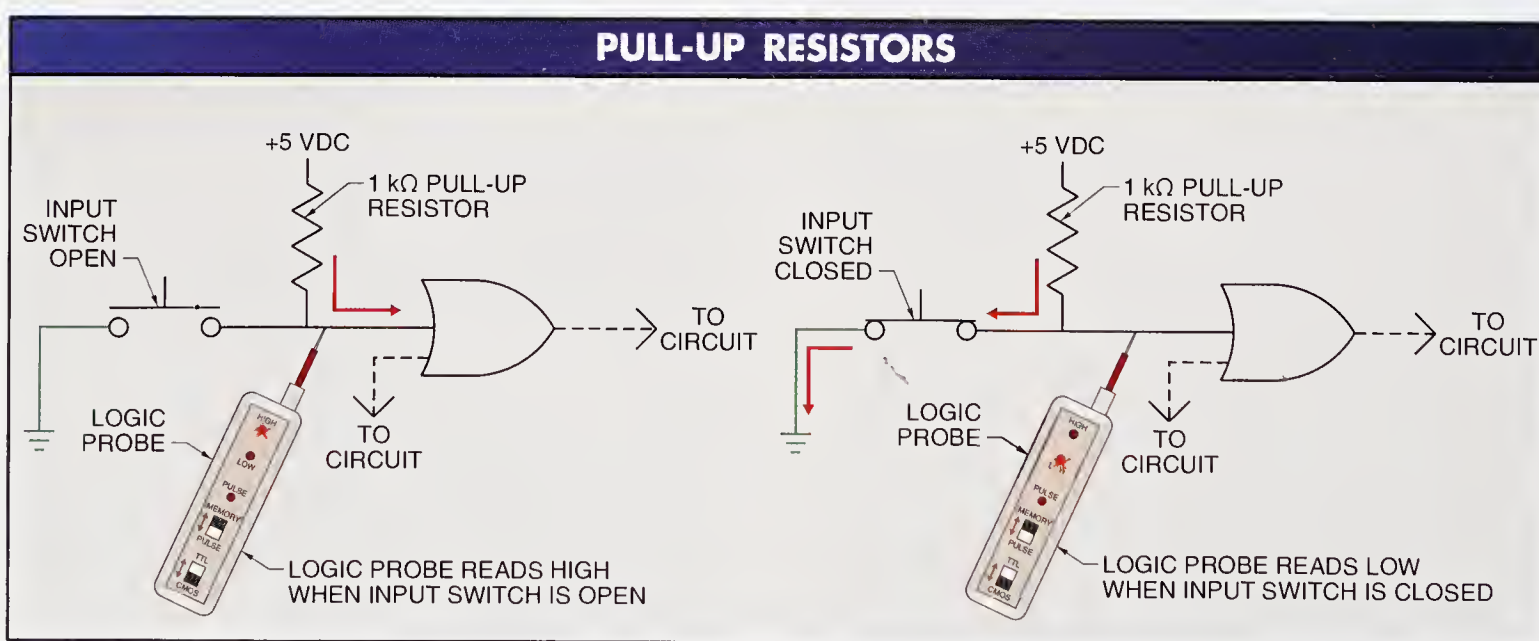 PULL-UP RESISTORS
+5 VDC
1 kΩ PULL-UP
RESISTOR
INPUT
SWITCH
OPEN
TO
CIRCUIT
LOGIC
PROBE
TO
CIRCUIT
HIGH
LOW
PULSE
MEMORY
PULSE
TTL
CMOS
LOGIC PROBE READS HIGH
WHEN INPUT SWITCH IS OPEN
+5 VDC
1 kΩ PULL-UP
RESISTOR
INPUT
SWITCH
CLOSED
TO
CIRCUIT
LOGIC
PROBE
TO
CIRCUIT
HIGH
PULSE
MEMORY
PULSE
TTL
CMOS
LOGIC PROBE READS LOW
WHEN INPUT SWITCH IS CLOSED